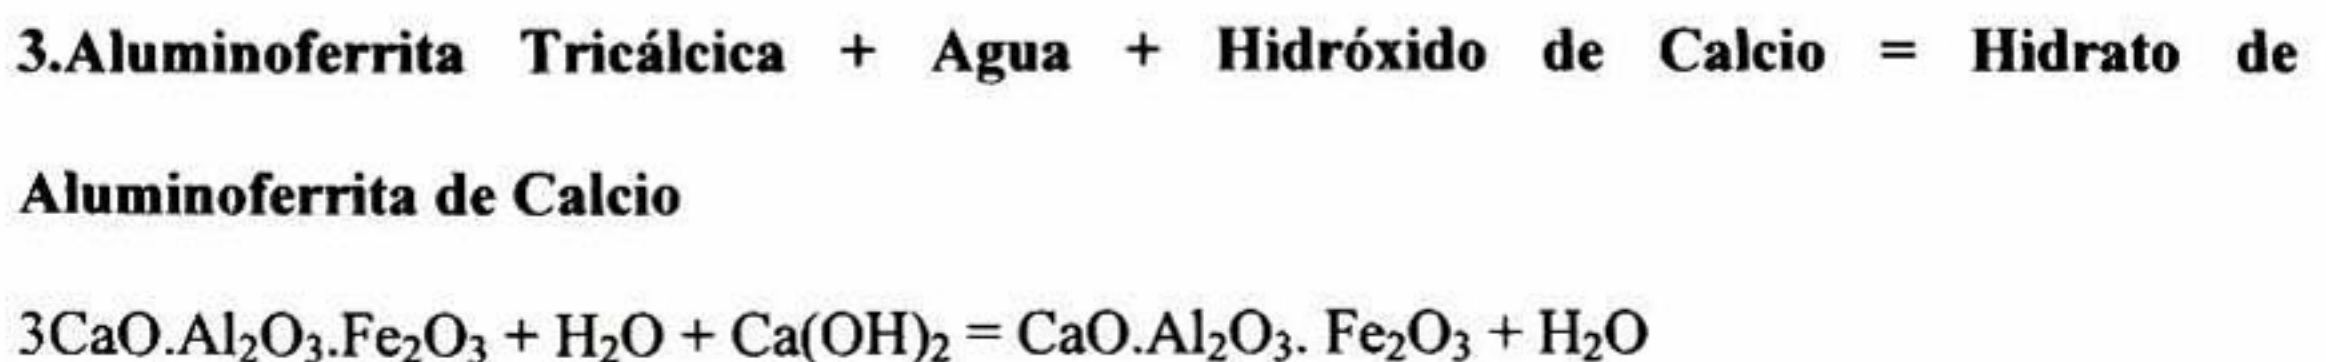 3.Aluminoferrita Tricálcica + Agua + Hidróxido de Calcio = Hidrato de
Aluminoferrita de Calcio
3CaO.Al₂O₃.Fe₂O₃ + H₂O + Ca(OH)₂ = CaO.Al₂O₃. Fe₂O₃ + H₂O